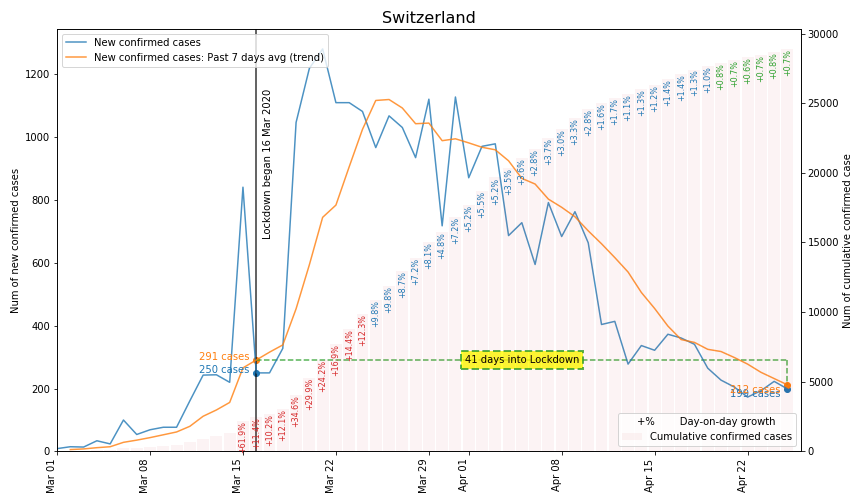 Switzerland
New confirmed cases
New confirmed cases: Past 7 days avg (trend)
Lockdown began 16 Mar 2020
Num of new confirmed cases
Num of cumulative confirmed case
0
200
400
600
800
1000
1200
0
5000
10000
15000
20000
25000
30000
291 cases
250 cases
41 days into Lockdown
+61.9%
+11.4%
+10.2%
+12.1%
+34.6%
+29.9%
+24.2%
+16.9%
+14.4%
+12.3%
+9.8%
+9.8%
+8.7%
+7.2%
+8.1%
+4.8%
+7.2%
+5.2%
+5.5%
+5.2%
+3.5%
+3.6%
+2.8%
+3.7%
+3.0%
+3.3%
+2.8%
+1.6%
+1.7%
+1.1%
+1.3%
+1.2%
+1.4%
+1.4%
+1.3%
+1.0%
+0.8%
+0.7%
+0.6%
+0.7%
+0.8%
+0.7%
cases
cases
+% Day-on-day growth
Cumulative confirmed cases
Mar 01
Mar 08
Mar 15
Mar 22
Mar 29
Apr 01
Apr 08
Apr 15
Apr 22